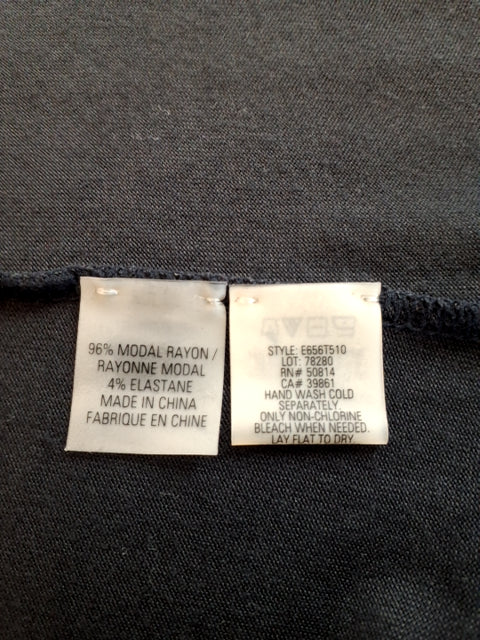 96% MODAL RAYON /
RAYONNE MODAL
4% ELASTANE
MADE IN CHINA
FABRIQUE EN CHINE
STYLE: E656T510
LOT: 78280
RN# 50814
CA# 39861
HAND WASH COLD
SEPARATELY.
ONLY NON-CHLORINE
BLEACH WHEN NEEDED.
LAY FLAT TO DRY.